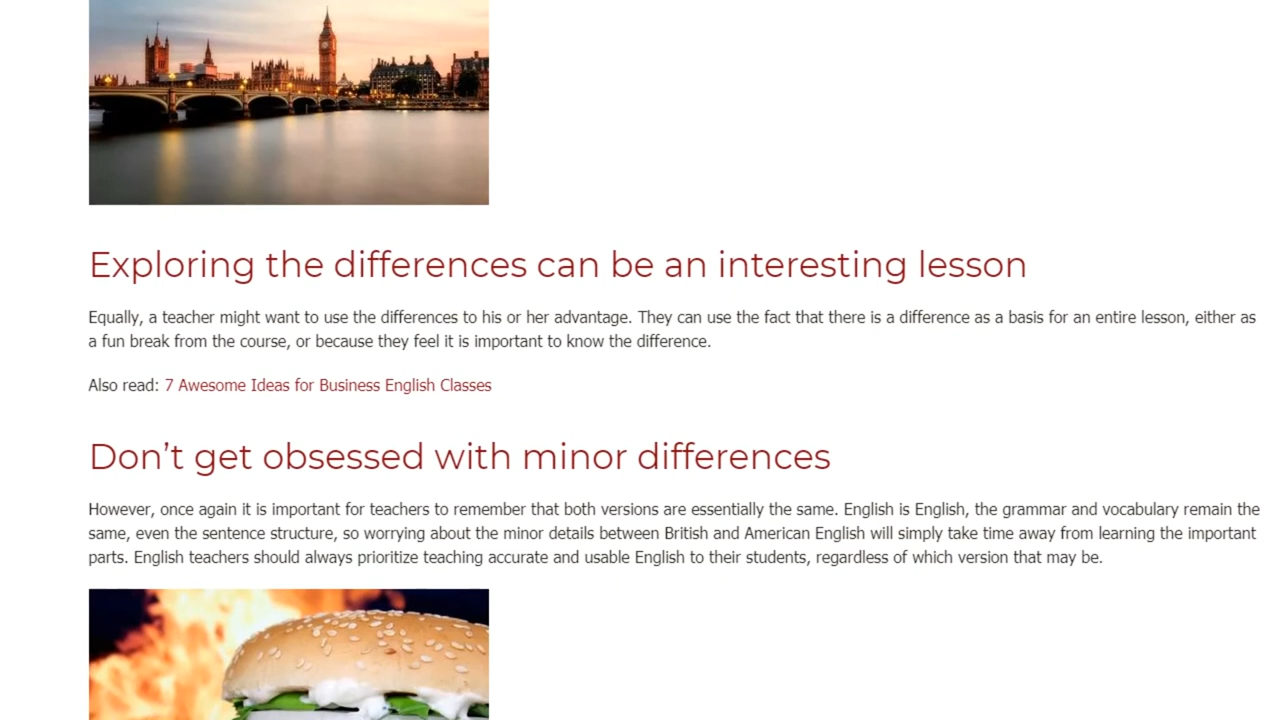 Exploring the differences can be an interesting lesson
Equally, a teacher might want to use the differences to his or her advantage. They can use the fact that there is a difference as a basis for an entire lesson, either as
a fun break from the course, or because they feel it is important to know the difference.
Also read: 7 Awesome Ideas for Business English Classes
Don’t get obsessed with minor differences
However, once again it is important for teachers to remember that both versions are essentially the same. English is English, the grammar and vocabulary remain the
same, even the sentence structure, so worrying about the minor details between British and American English will simply take time away from learning the important
parts. English teachers should always prioritize teaching accurate and usable English to their students, regardless of which version that may be.